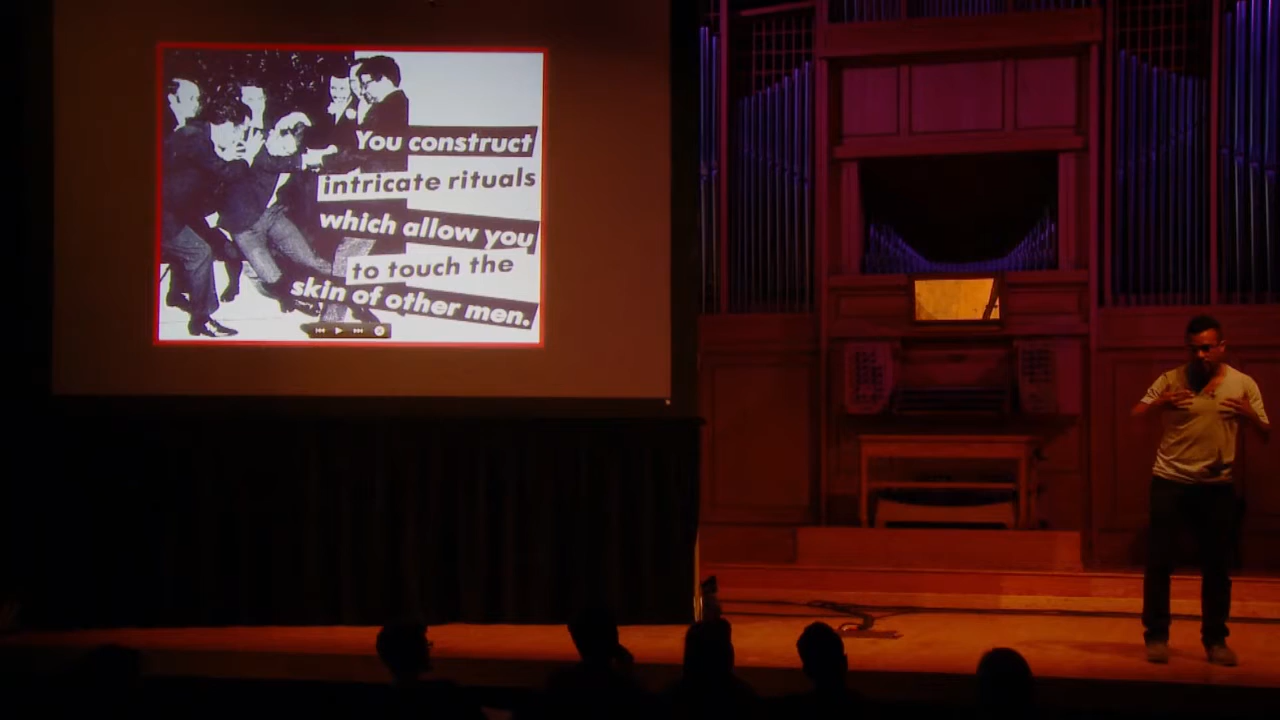 You construct
intricate rituals
which allow you
to touch the
skin of other men.